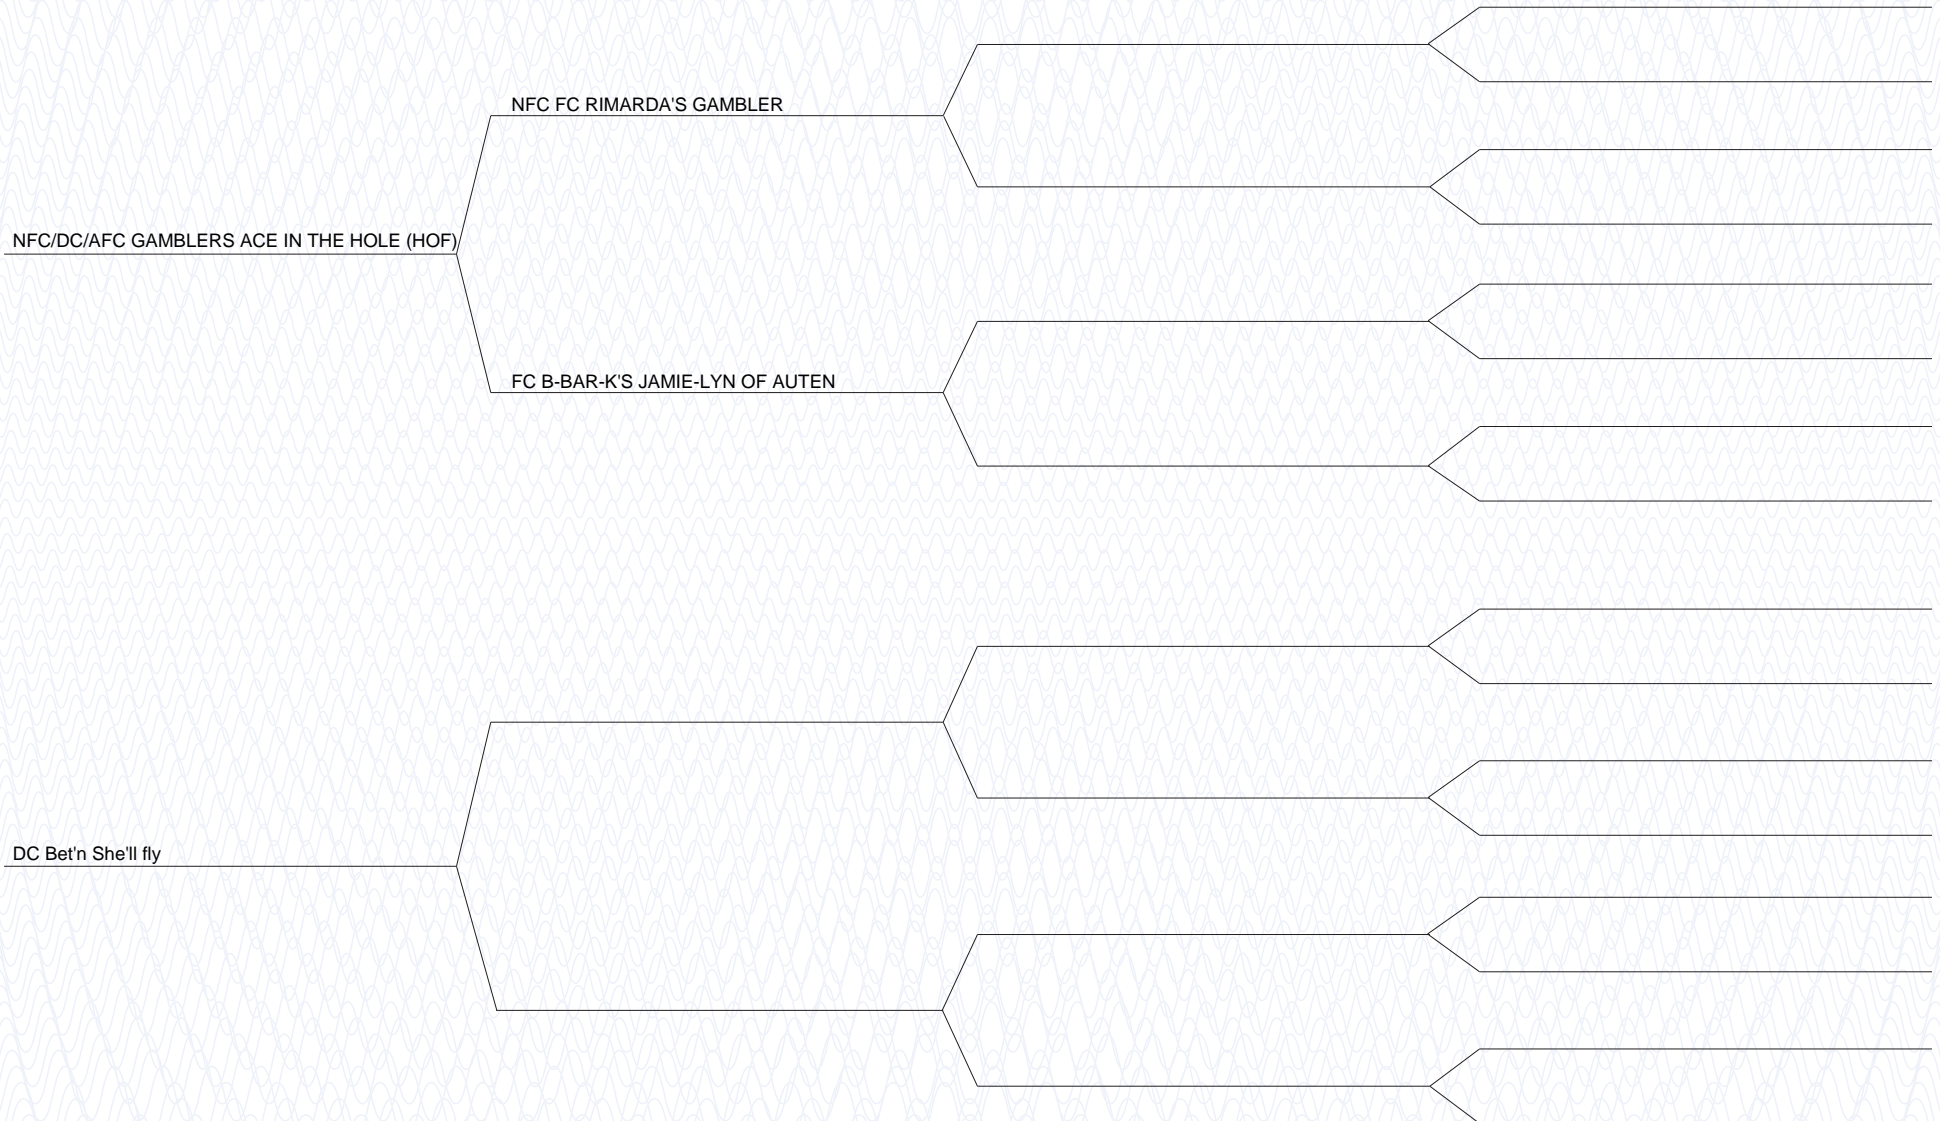 NFC FC RIMARDA'S GAMBLER
NFC/DC/AFC GAMBLERS ACE IN THE HOLE (HOF)
FC B-BAR-K'S JAMIE-LYN OF AUTEN
DC Bet'n She'll fly